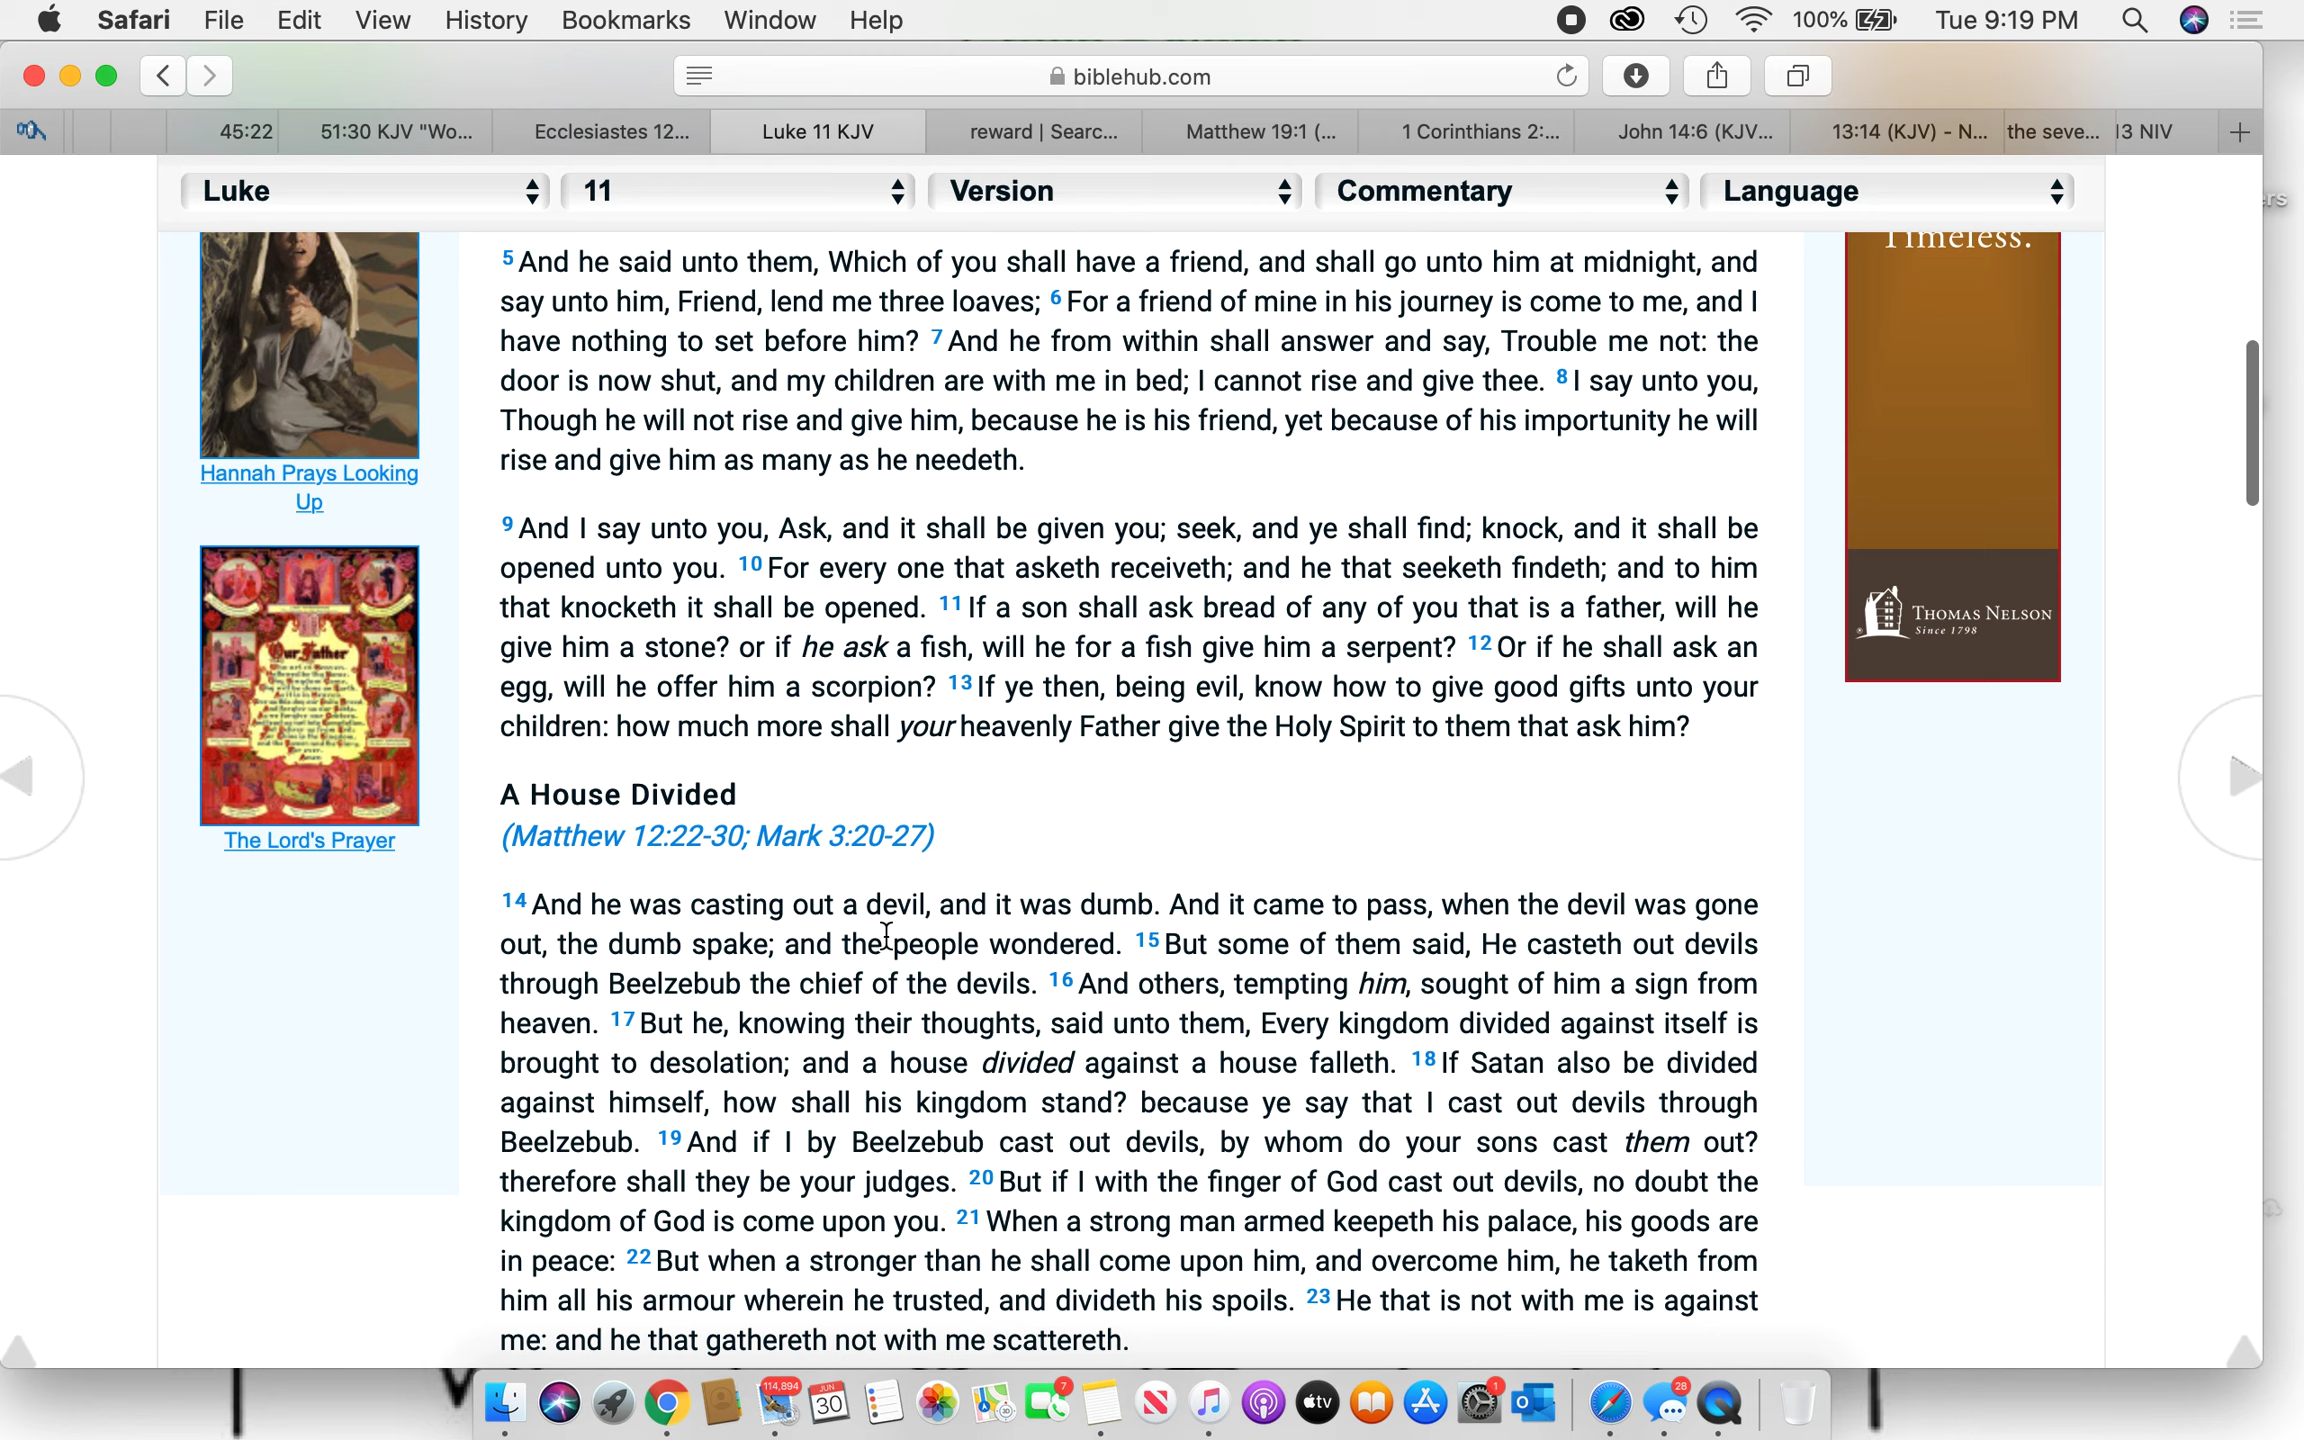 Safari File Edit View History Bookmarks Window Help 100% Tue 9:19 PM
biblehub.com
45:22 51:30 KJV "Wo... Ecclesiastes 12... Luke 11 KJV reward | Searc... Matthew 19:1 (... 1 Corinthians 2:... John 14:6 (KJV... 13:14 (KJV) - N... the seve... 13 NIV
Luke 11 Version Commentary Language
5 And he said unto them, Which of you shall have a friend, and shall go unto him at midnight, and
say unto him, Friend, lend me three loaves; 6 For a friend of mine in his journey is come to me, and I
have nothing to set before him? 7 And he from within shall answer and say, Trouble me not: the
door is now shut, and my children are with me in bed; I cannot rise and give thee. 8 I say unto you,
Though he will not rise and give him, because he is his friend, yet because of his importunity he will
rise and give him as many as he needeth.
9 And I say unto you, Ask, and it shall be given you; seek, and ye shall find; knock, and it shall be
opened unto you. 10 For every one that asketh receiveth; and he that seeketh findeth; and to him
that knocketh it shall be opened. 11 If a son shall ask bread of any of you that is a father, will he
give him a stone? or if he ask a fish, will he for a fish give him a serpent? 12 Or if he shall ask an
egg, will he offer him a scorpion? 13 If ye then, being evil, know how to give good gifts unto your
children: how much more shall your heavenly Father give the Holy Spirit to them that ask him?
A House Divided
(Matthew 12:22-30; Mark 3:20-27)
14 And he was casting out a devil, and it was dumb. And it came to pass, when the devil was gone
out, the dumb spake; and the people wondered. 15 But some of them said, He casteth out devils
through Beelzebub the chief of the devils. 16 And others, tempting him, sought of him a sign from
heaven. 17 But he, knowing their thoughts, said unto them, Every kingdom divided against itself is
brought to desolation; and a house divided against a house falleth. 18 If Satan also be divided
against himself, how shall his kingdom stand? because ye say that I cast out devils through
Beelzebub. 19 And if I by Beelzebub cast out devils, by whom do your sons cast them out?
therefore shall they be your judges. 20 But if I with the finger of God cast out devils, no doubt the
kingdom of God is come upon you. 21 When a strong man armed keepeth his palace, his goods are
in peace: 22 But when a stronger than he shall come upon him, and overcome him, he taketh from
him all his armour wherein he trusted, and divideth his spoils. 23 He that is not with me is against
me: and he that gathereth not with me scattereth.
Hannah Prays Looking
Up
Our Father
The Lord's Prayer
Timeless.
THOMAS NELSON
Since 1798
114,894
JUN
30
7
tv
1
28